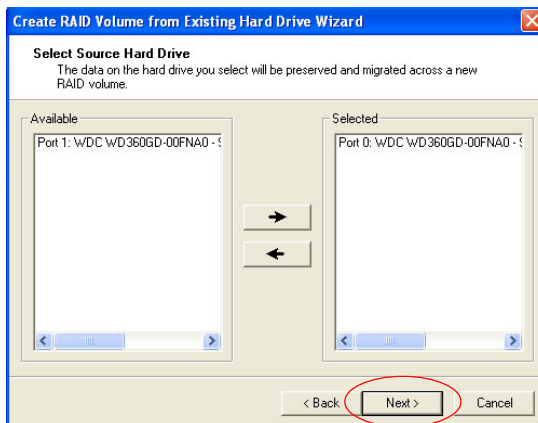 Create RAID Volume from Existing Hard Drive Wizard
Select Source Hard Drive
The data on the hard drive you select will be preserved and migrated across a new
RAID volume.
Available
Port 1: WDC WD360GD-00FNA0 -
Selected
Port 0: WDC WD360GD-00FNA0 -
< Back
Next >
Cancel